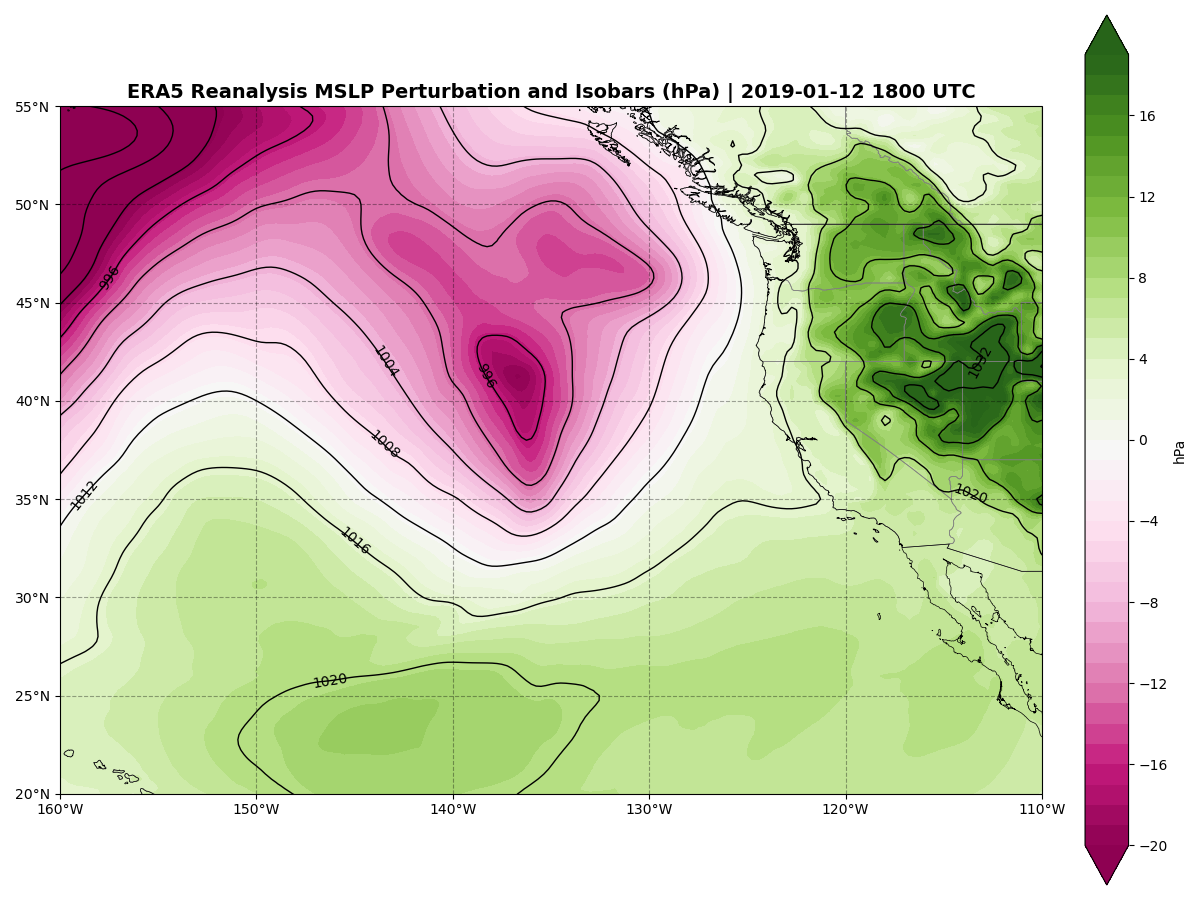 ERA5 Reanalysis MSLP Perturbation and Isobars (hPa) | 2019-01-12 1800 UTC
55°N
50°N
45°N
40°N
35°N
30°N
25°N
20°N
160°W
150°W
140°W
130°W
120°W
110°W
996
1004
996
1008
1012
1016
1020
1032
1020
16
12
8
4
0
−4
−8
−12
−16
−20
hPa